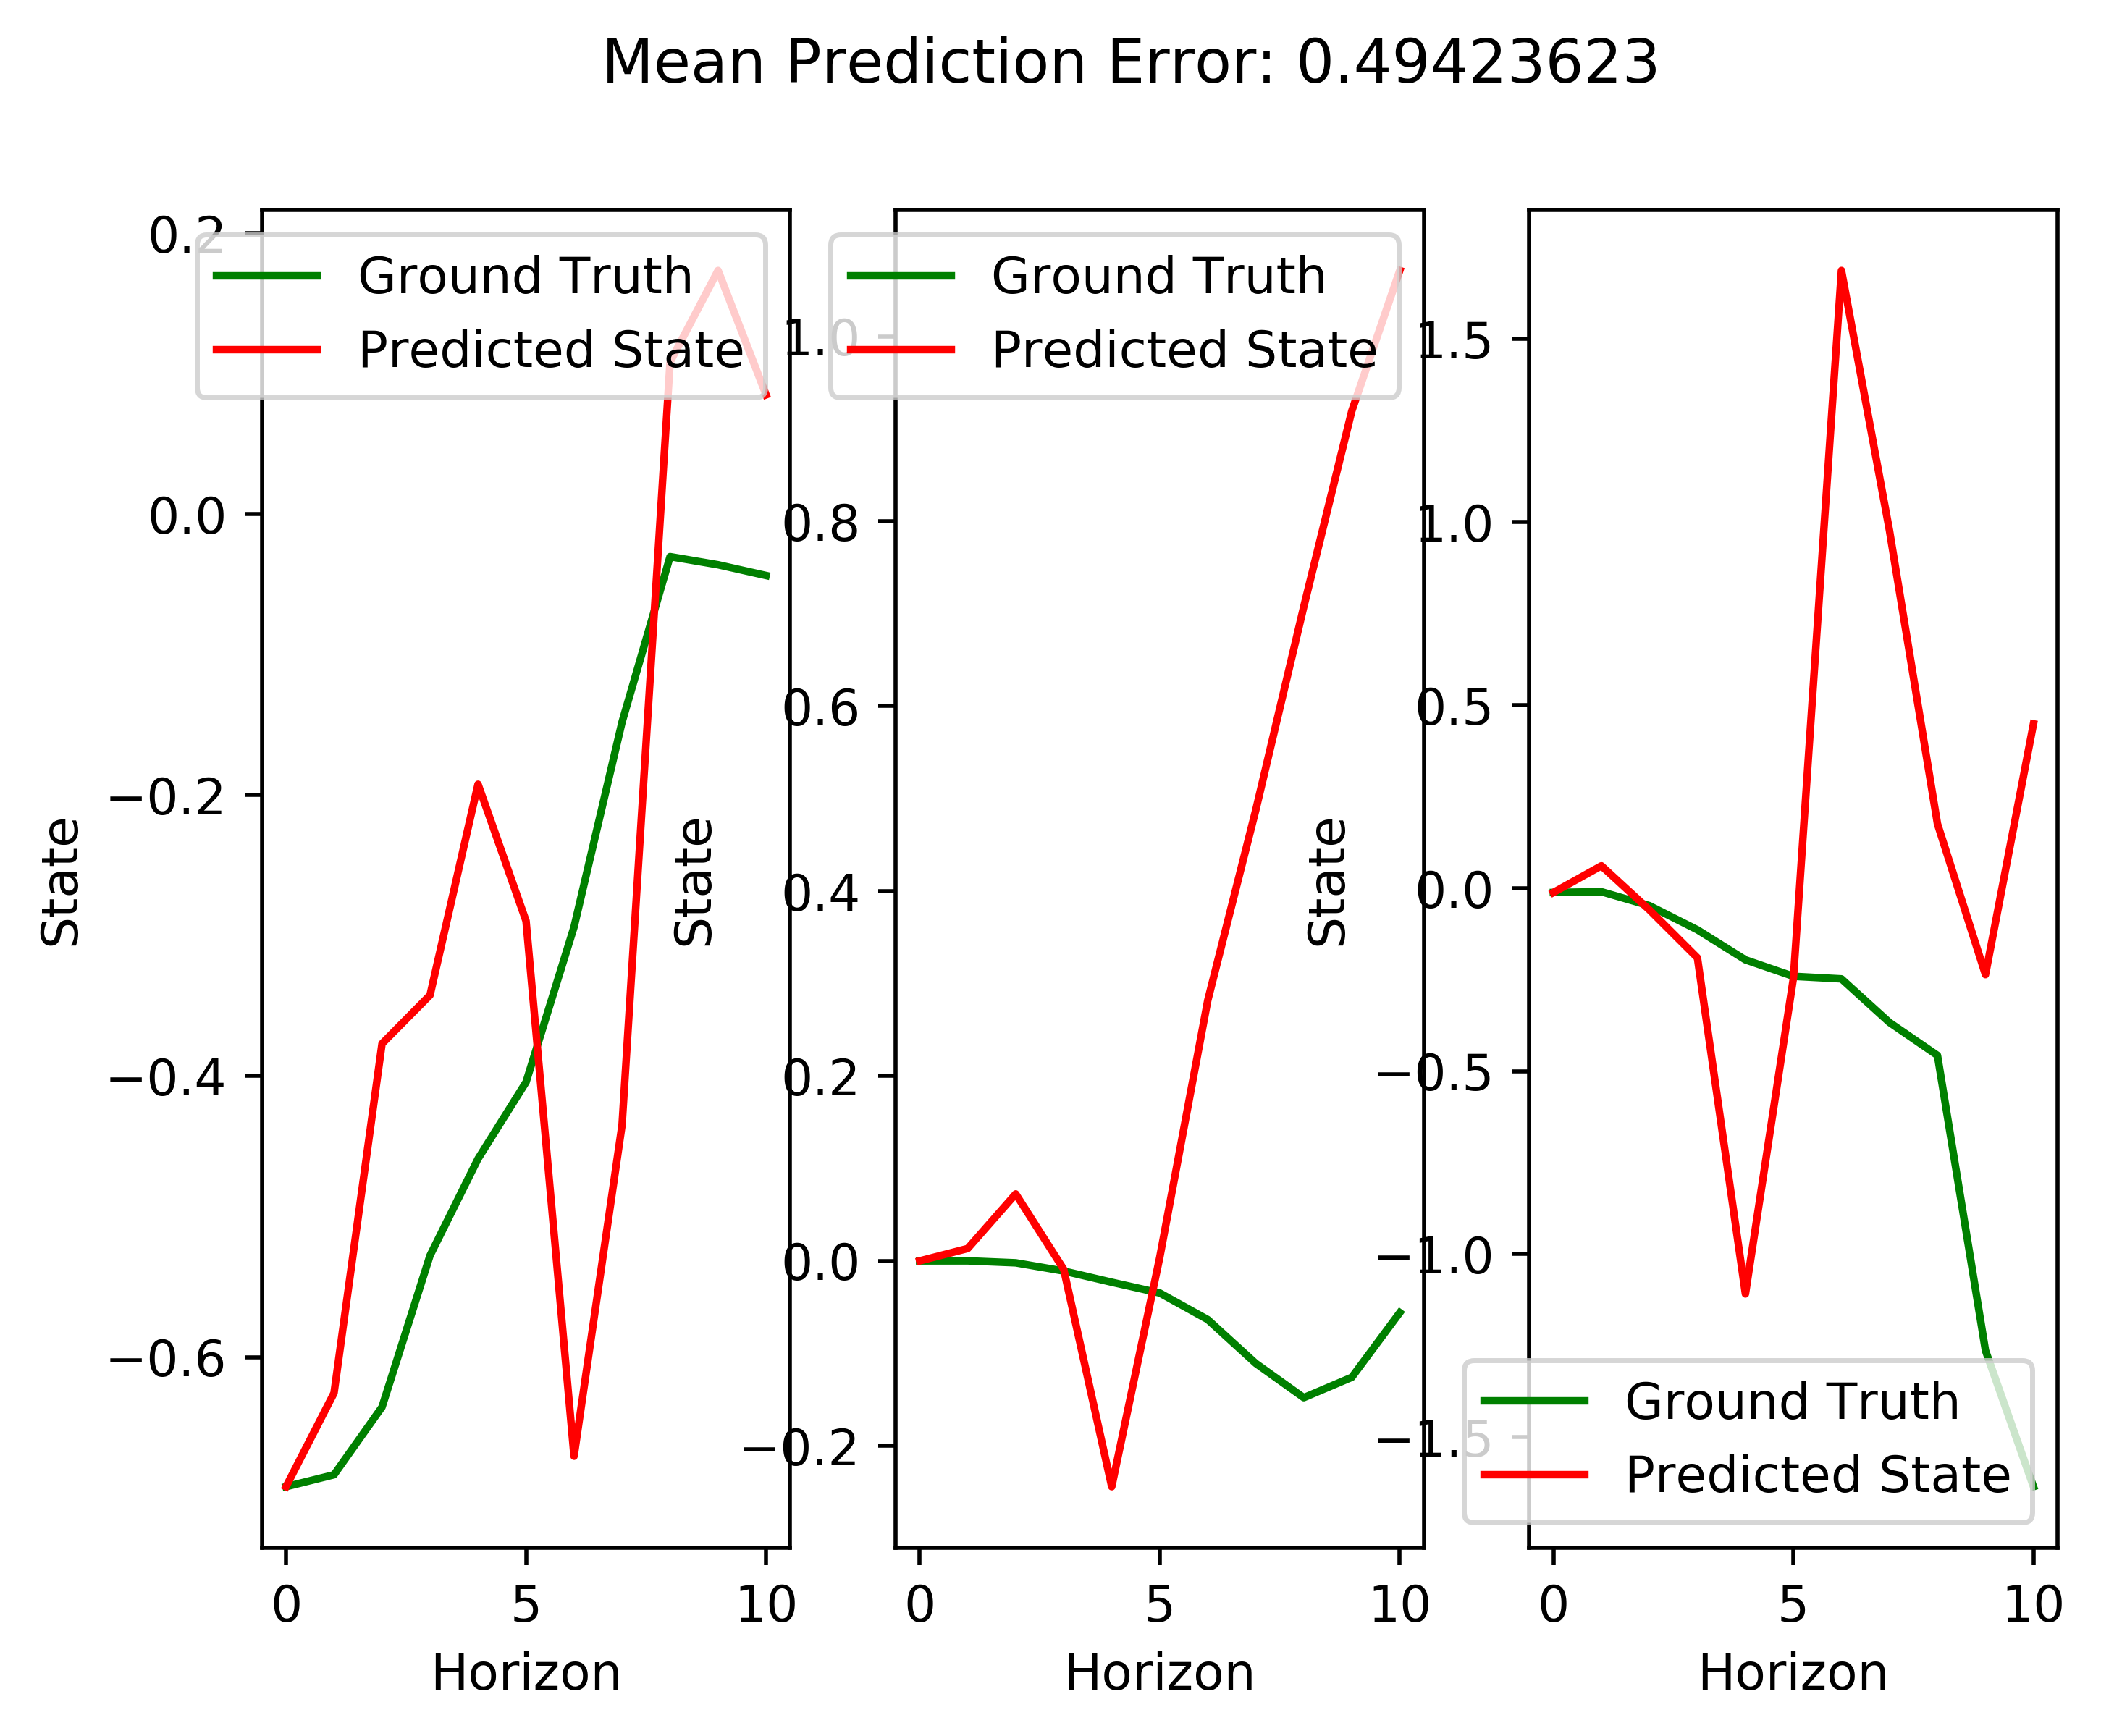 Mean Prediction Error: 0.49423623
0.2
0.0
−0.2
−0.4
−0.6
State
Ground Truth
Predicted State
0
5
10
Horizon
1.0
0.8
0.6
0.4
0.2
0.0
−0.2
State
Ground Truth
Predicted State
0
5
10
Horizon
1.5
1.0
0.5
0.0
−0.5
−1.0
−1.5
State
Ground Truth
Predicted State
0
5
10
Horizon